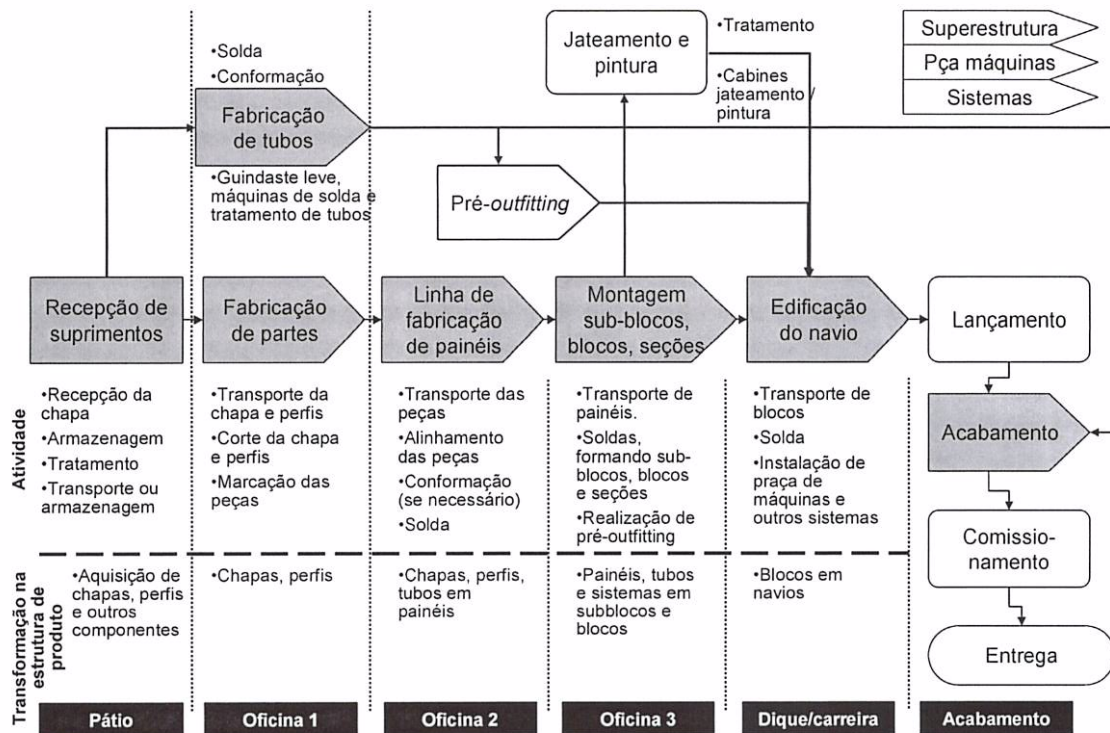 •Solda
•Conformação
Fabricação
de tubos
•Guindaste leve,
máquinas de solda e
tratamento de tubos
Jateamento e
pintura
•Tratamento
•Cabines
jateamento /
pintura
Superestrutura
Pça máquinas
Sistemas
Pré-outfitting
Recepção de
suprimentos
Fabricação
de partes
Linha de
fabricação
de painéis
Montagem
sub-blocos,
blocos, seções
Edificação
do navio
Lançamento
Acabamento
Comissio-
namento
Entrega
Atividade
•Recepção da
chapa
•Armazenagem
•Tratamento
•Transporte ou
armazenagem
•Transporte da
chapa e perfis
•Corte da chapa
e perfis
•Marcação das
peças
•Transporte das
peças
•Alinhamento
das peças
•Conformação
(se necessário)
•Solda
•Transporte de
painéis.
•Soldas,
formando sub-
blocos, blocos
e seções
•Realização de
pré-outfitting
•Transporte de
blocos
•Solda
•Instalação de
praça de
máquinas e
outros sistemas
Transformação na
estrutura de
produto
•Aquisição de
chapas, perfis
e outros
componentes
•Chapas, perfis
•Chapas, perfis,
tubos em
painéis
•Painéis, tubos
e sistemas em
subblocos e
blocos
•Blocos em
navios
Pátio
Oficina 1
Oficina 2
Oficina 3
Dique/carreira
Acabamento